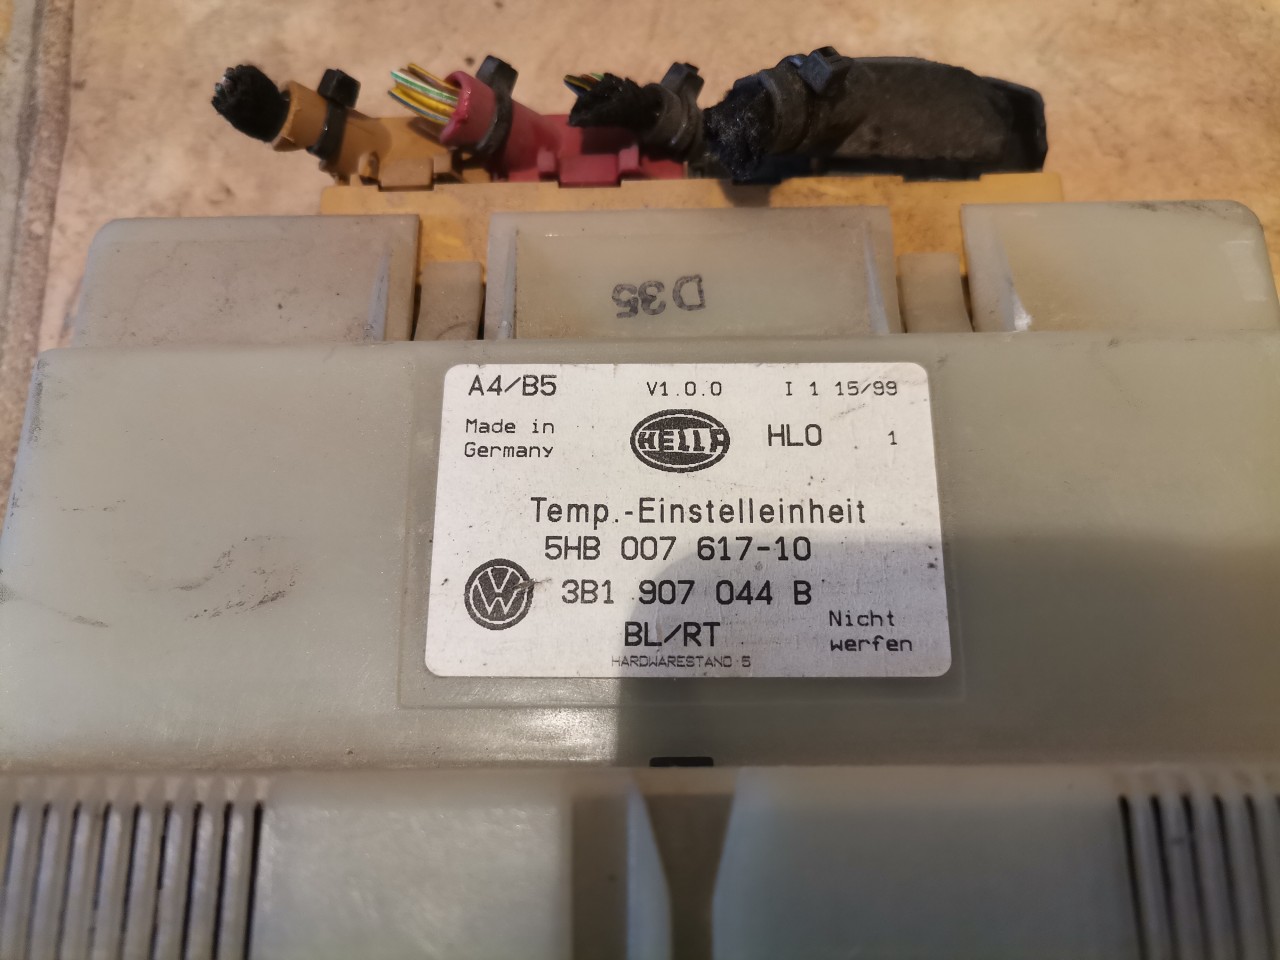 D35
A4/B5 V1.0.0 I 1 15/99
Made in
Germany
HELLA HLO 1
Temp.-Einstelleinheit
5HB 007 617-10
VW 3B1 907 044 B
BL/RT
Nicht
werfen
HARDWARESTAND 5